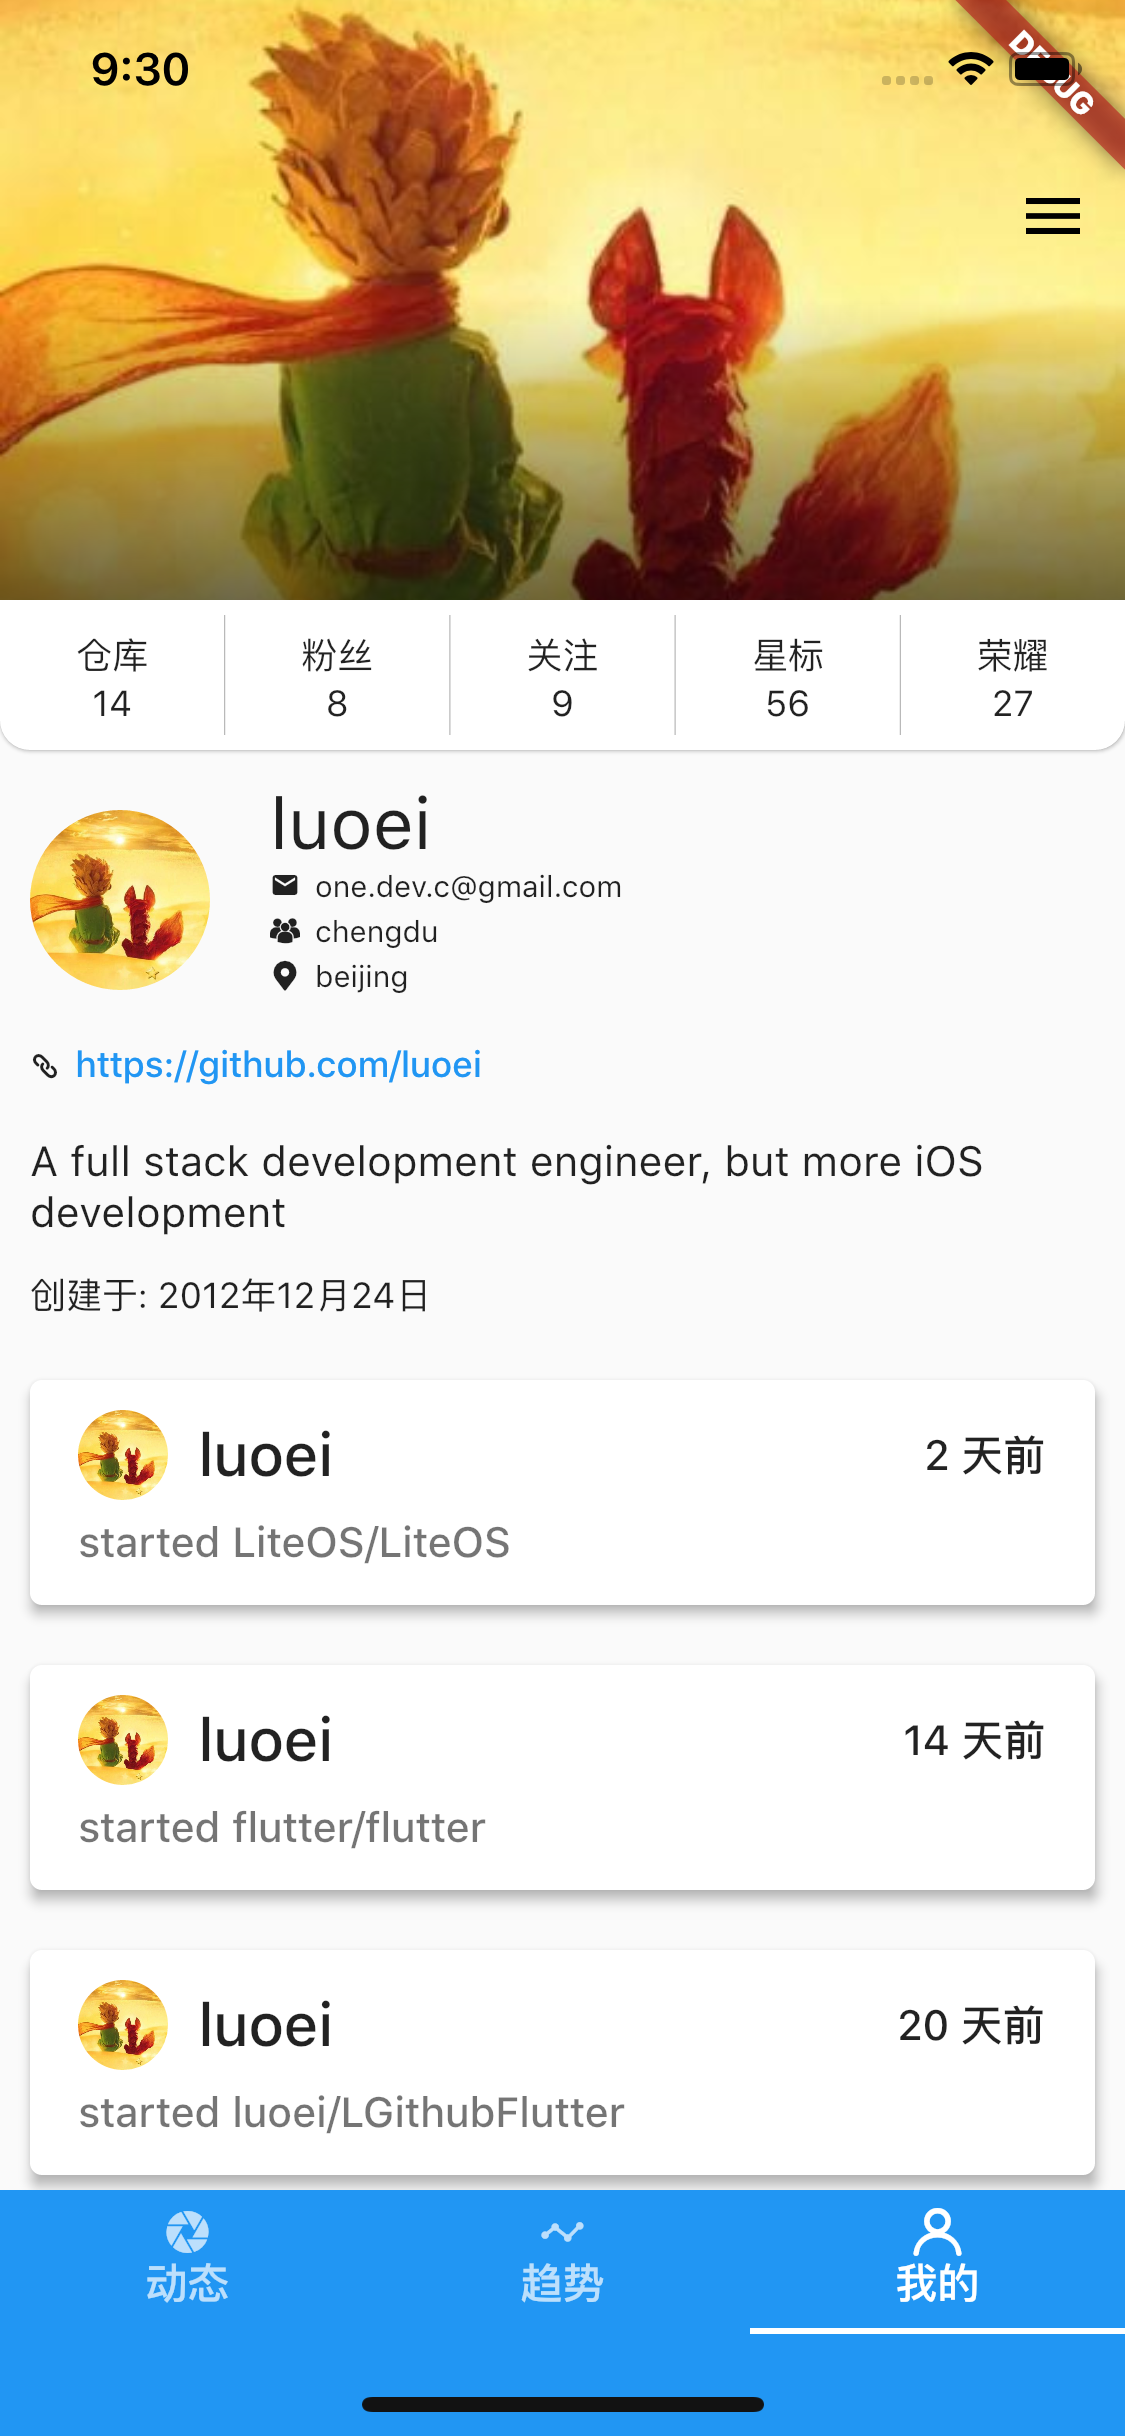 9:30
DEBUG
仓库
14
粉丝
8
关注
9
星标
56
荣耀
27
luoei
one.dev.c@gmail.com
chengdu
beijing
https://github.com/luoei
A full stack development engineer, but more iOS
development
创建于: 2012年12月24日
luoei
2 天前
started LiteOS/LiteOS
luoei
14 天前
started flutter/flutter
luoei
20 天前
started luoei/LGithubFlutter
动态
趋势
我的